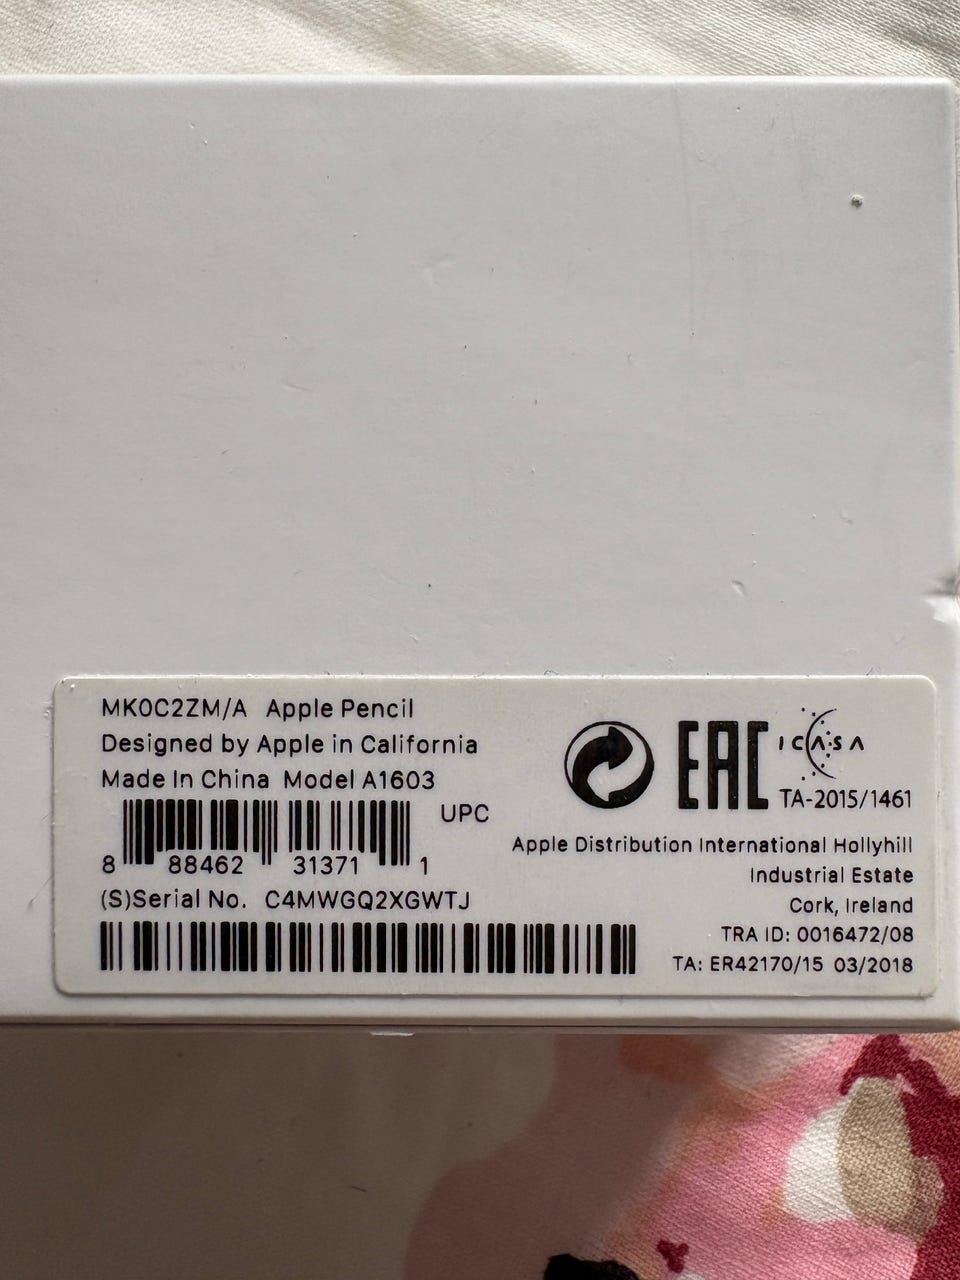 MK0C2ZM/A Apple Pencil
Designed by Apple in California
Made In China Model A1603
UPC
8 88462 31371 1
(S)Serial No. C4MWGQ2XGWTJ
EAC
ICASA
TA-2015/1461
Apple Distribution International Hollyhill
Industrial Estate
Cork, Ireland
TRA ID: 0016472/08
TA: ER42170/15 03/2018